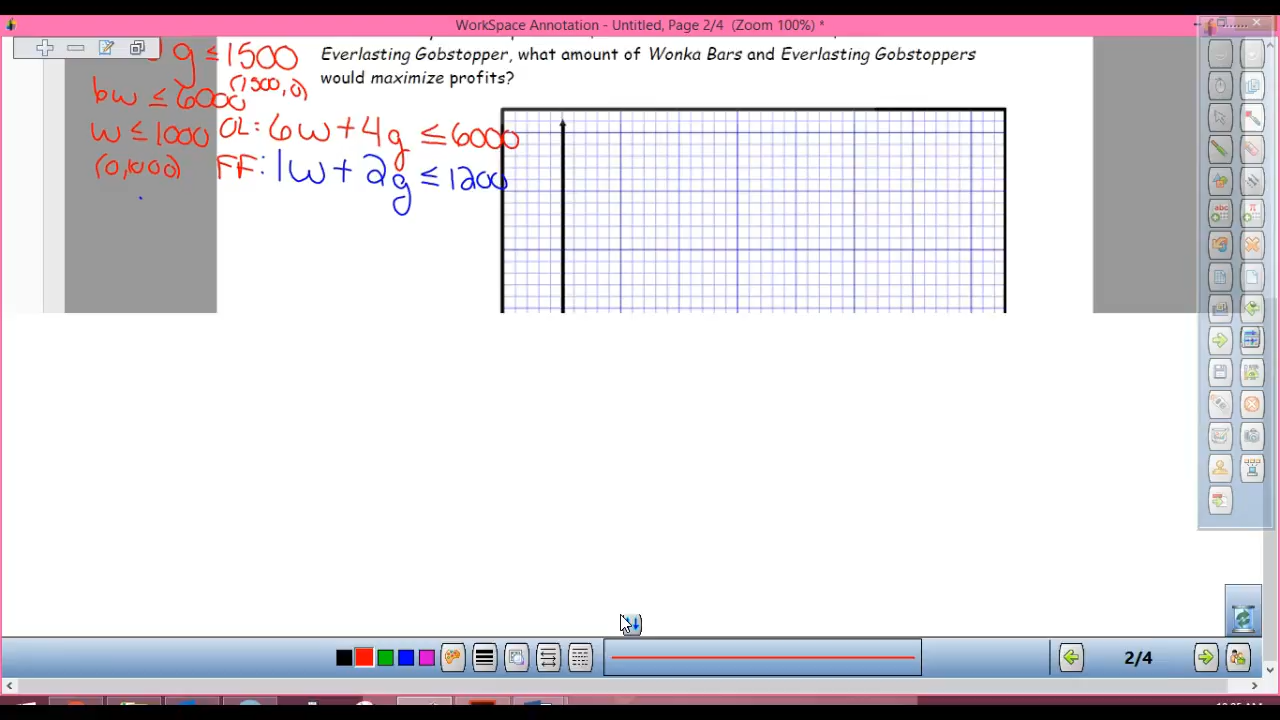 WorkSpace Annotation - Untitled, Page 2/4 (Zoom 100%) *
Everlasting Gobstopper, what amount of Wonka Bars and Everlasting Gobstoppers
would maximize profits?
g ≤ 1500
(1500, 0)
6w ≤ 6000
w ≤ 1000
(0, 1000)
OL: 6w + 4g ≤ 6000
FF: 1w + 2g ≤ 1200
abc
π
2/4